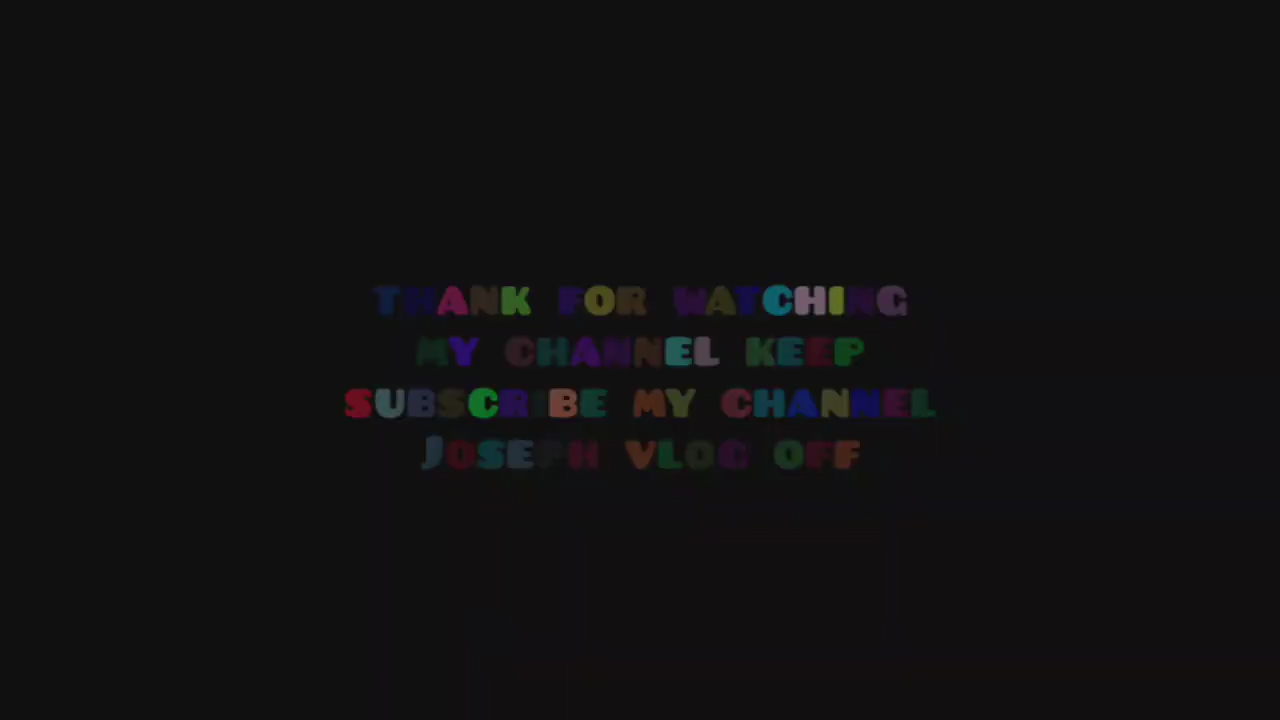 THANK FOR WATCHING
MY CHANNEL KEEP
SUBSCRIBE MY CHANNEL
JOSEPH VLOG OFF